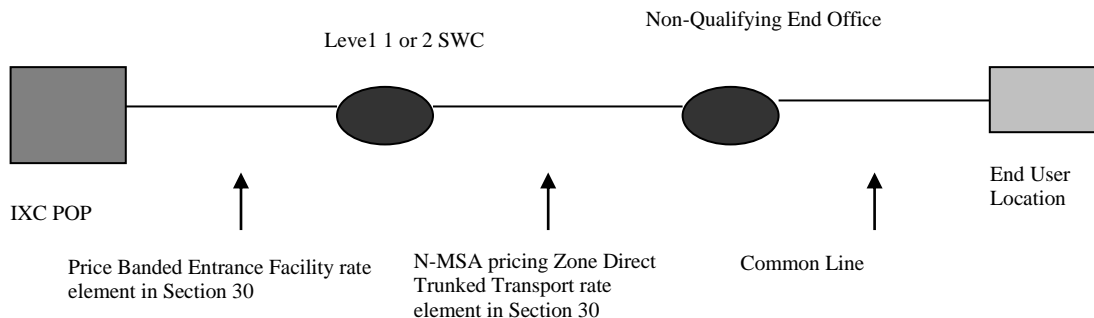 Non-Qualifying End Office
Level 1 or 2 SWC
End User
Location
IXC POP
Price Banded Entrance Facility rate
element in Section 30
N-MSA pricing Zone Direct
Trunked Transport rate
element in Section 30
Common Line